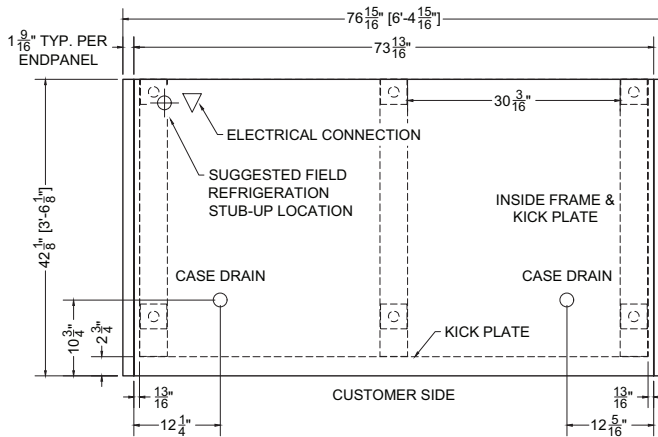 76 15/16" [6'-4 15/16"]
1 9/16" TYP. PER
ENDPANEL
73 13/16"
30 3/16"
ELECTRICAL CONNECTION
SUGGESTED FIELD
REFRIGERATION
STUB-UP LOCATION
INSIDE FRAME &
KICK PLATE
42 1/8" [3'-6 1/8"]
CASE DRAIN
CASE DRAIN
10 3/4"
2 3/4"
KICK PLATE
13/16"
CUSTOMER SIDE
13/16"
12 1/4"
12 5/16"